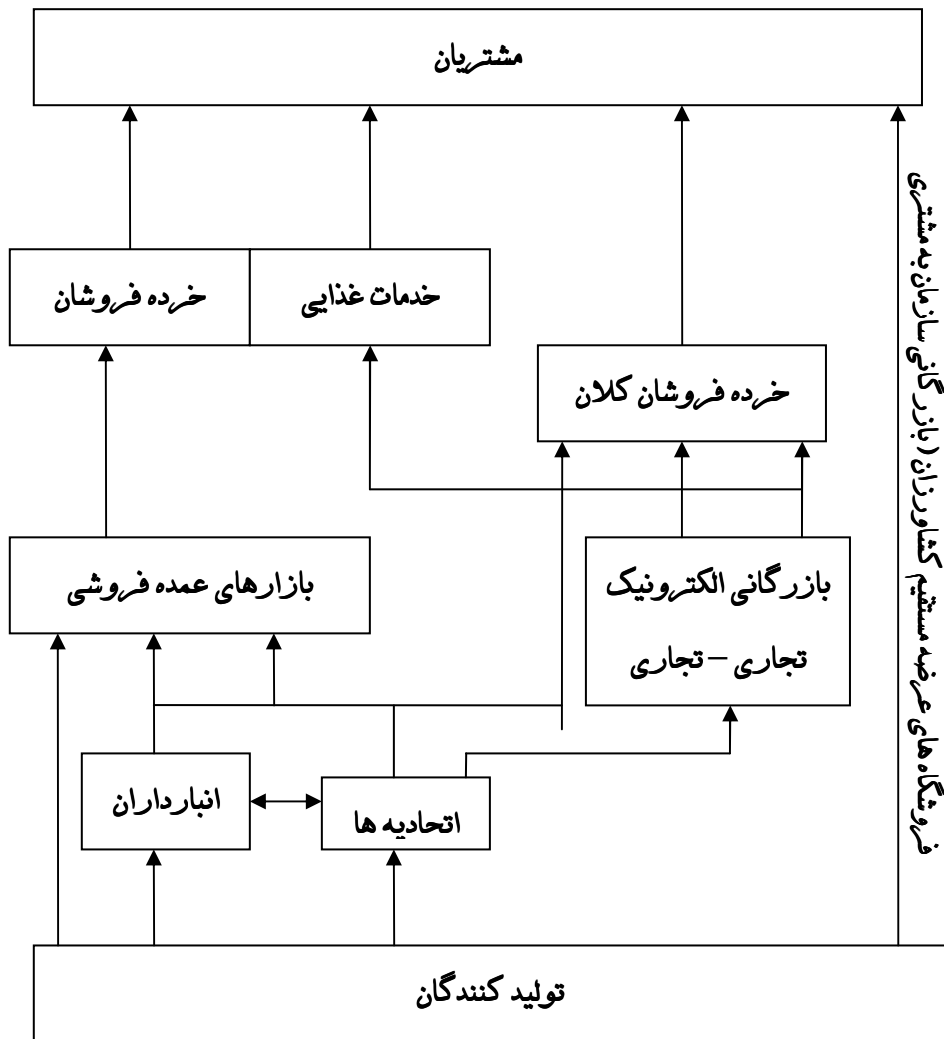 مشتریان
خرده فروشان
خدمات غذایی
خرده فروشان کلان
بازارهای عمده فروشی
بازرگانی الکترونیک
تجاری – تجاری
انبارداران
اتحادیه ها
تولید کنندگان
فروشگاه های عرضه مستقیم کشاورزان (بازرگانی سازمان به مشتری